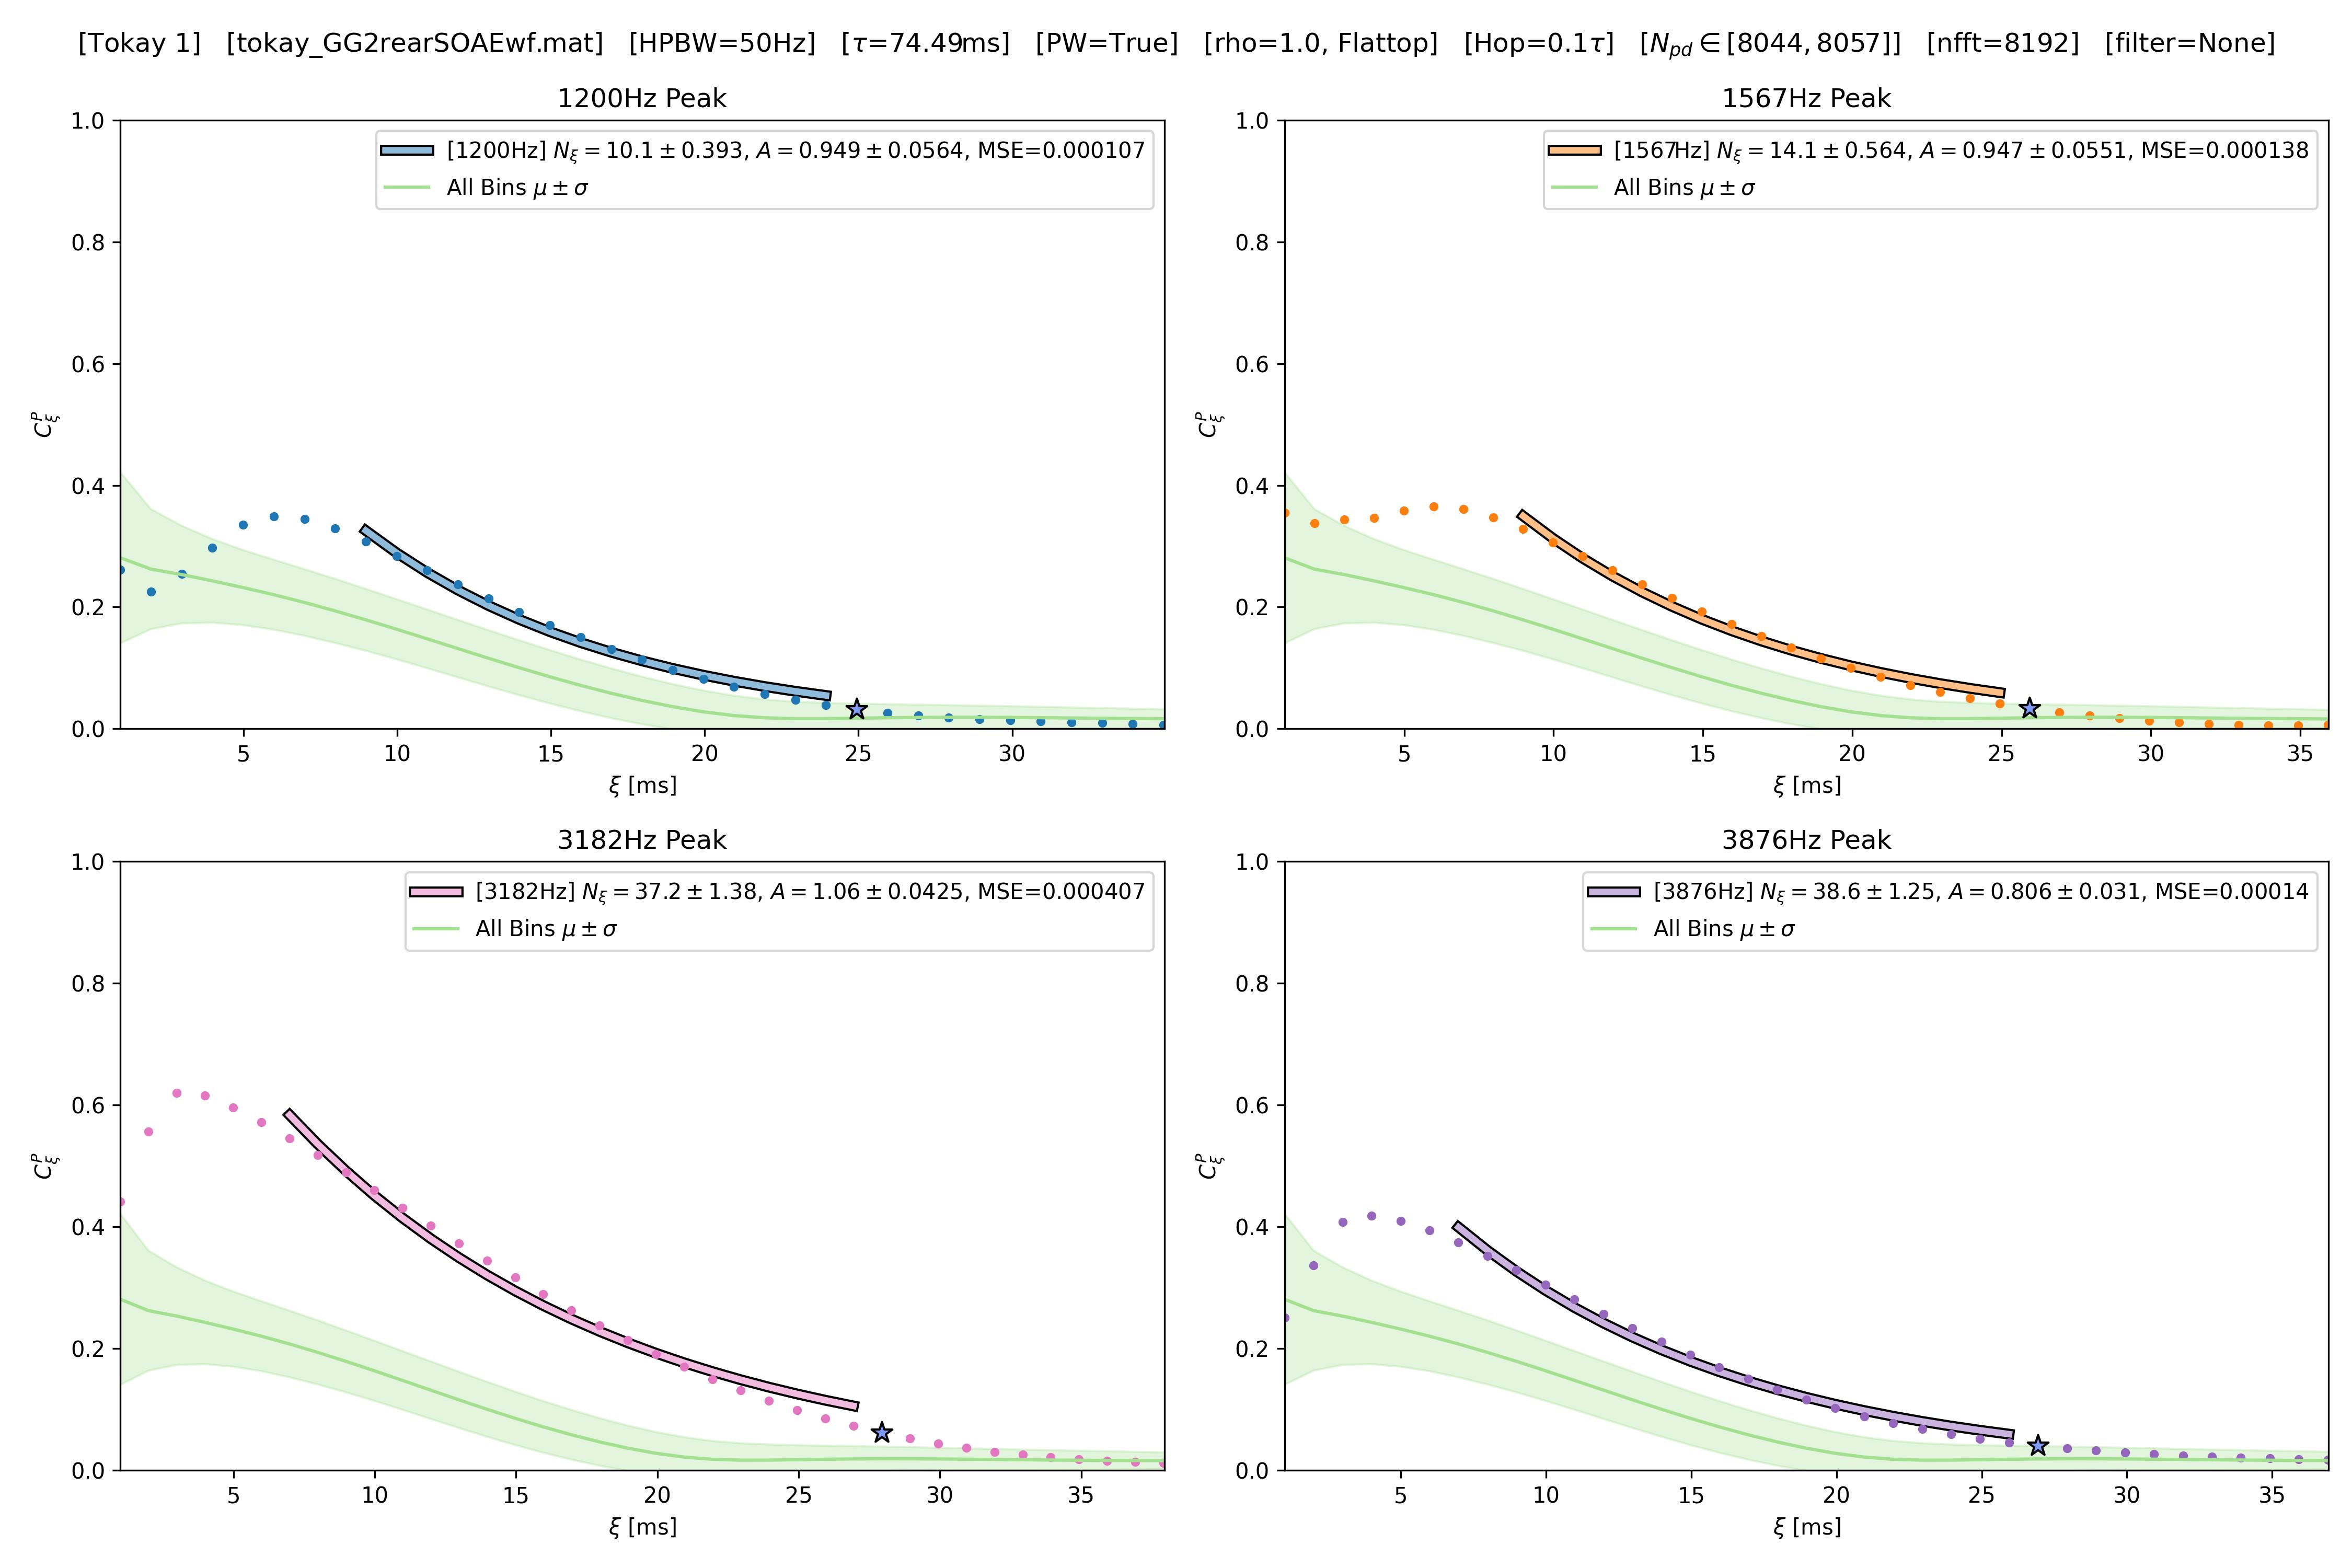 [Tokay 1] [tokay_GG2rearSOAEwf.mat] [HPBW=50Hz] [τ=74.49ms] [PW=True] [rho=1.0, Flattop] [Hop=0.1τ] [N_pd ∈ [8044, 8057]] [nfft=8192] [filter=None]
1200Hz Peak
[1200Hz] N_ξ = 10.1 ± 0.393, A = 0.949 ± 0.0564, MSE=0.000107
All Bins μ ± σ
1.0
0.8
0.6
0.4
0.2
0.0
C_ξ^P
5 10 15 20 25 30
ξ [ms]
1567Hz Peak
[1567Hz] N_ξ = 14.1 ± 0.564, A = 0.947 ± 0.0551, MSE=0.000138
All Bins μ ± σ
1.0
0.8
0.6
0.4
0.2
0.0
C_ξ^P
5 10 15 20 25 30 35
ξ [ms]
3182Hz Peak
[3182Hz] N_ξ = 37.2 ± 1.38, A = 1.06 ± 0.0425, MSE=0.000407
All Bins μ ± σ
1.0
0.8
0.6
0.4
0.2
0.0
C_ξ^P
5 10 15 20 25 30 35
ξ [ms]
3876Hz Peak
[3876Hz] N_ξ = 38.6 ± 1.25, A = 0.806 ± 0.031, MSE=0.00014
All Bins μ ± σ
1.0
0.8
0.6
0.4
0.2
0.0
C_ξ^P
5 10 15 20 25 30 35
ξ [ms]